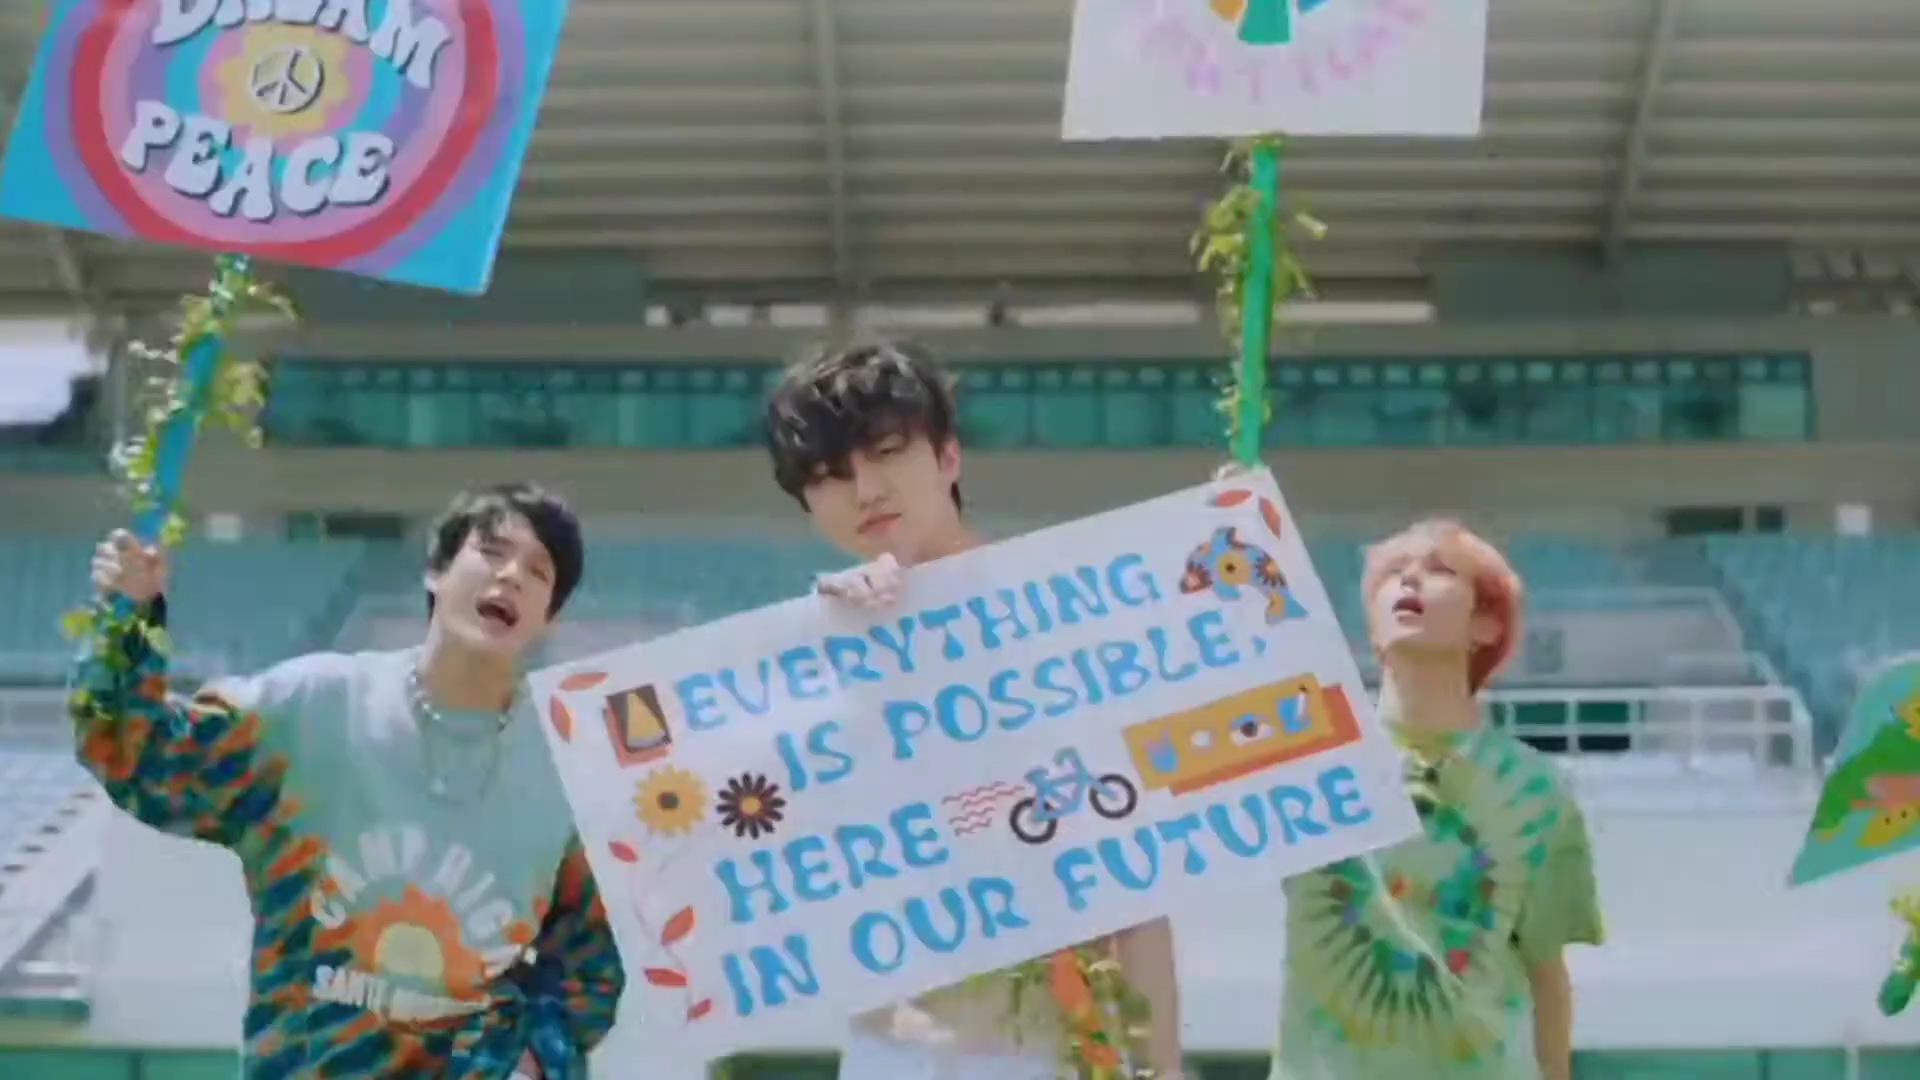 DREAM
PEACE
EVERYTHING
IS POSSIBLE,
HERE
IN OUR FUTURE
CAMP HIGH